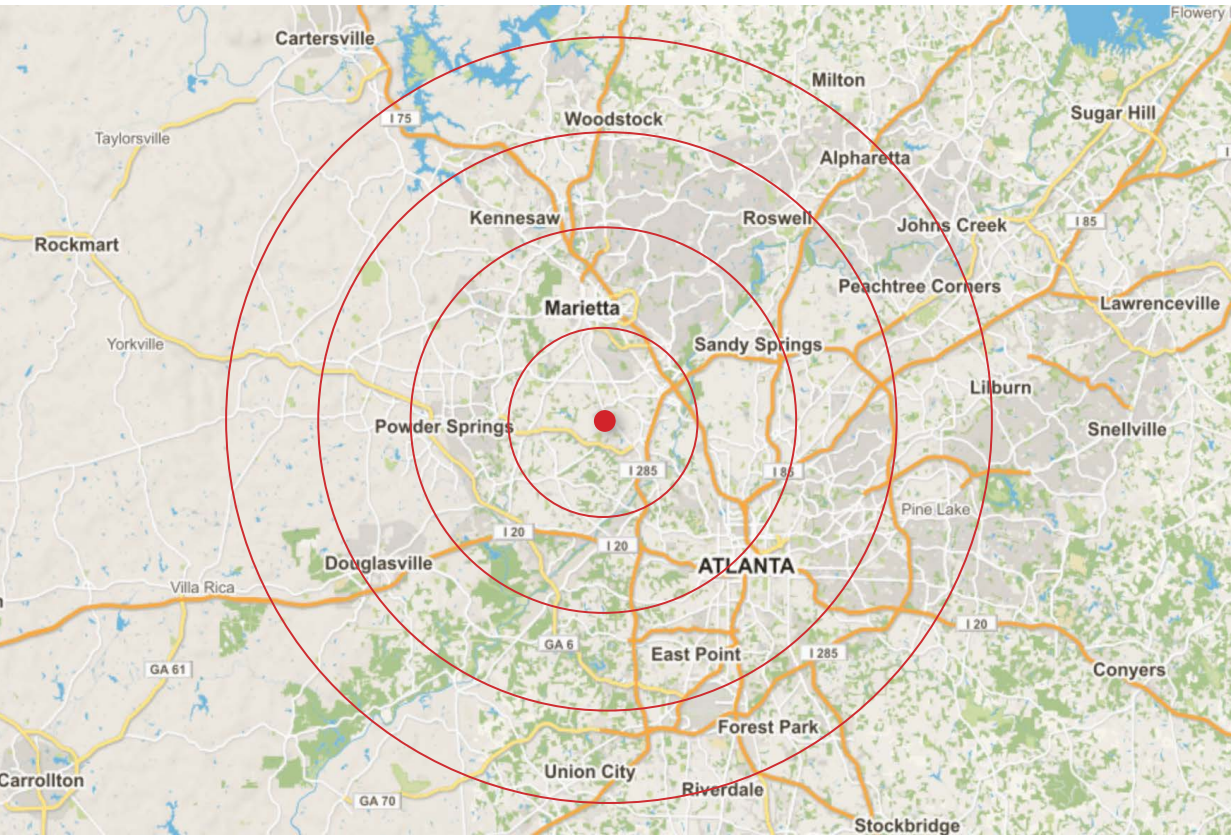 Flowery
Cartersville
Milton
Sugar Hill
I 75
Woodstock
Taylorsville
Alpharetta
Kennesaw
Roswell
Johns Creek
I 85
Rockmart
Peachtree Corners
Marietta
Lawrenceville
Yorkville
Sandy Springs
Lilburn
Powder Springs
Snellville
I 285
I 85
Pine Lake
I 20
I 20
Douglasville
ATLANTA
Villa Rica
I 20
GA 6
East Point
I 285
GA 61
Conyers
Forest Park
Union City
Carrollton
Riverdale
GA 70
Stockbridge